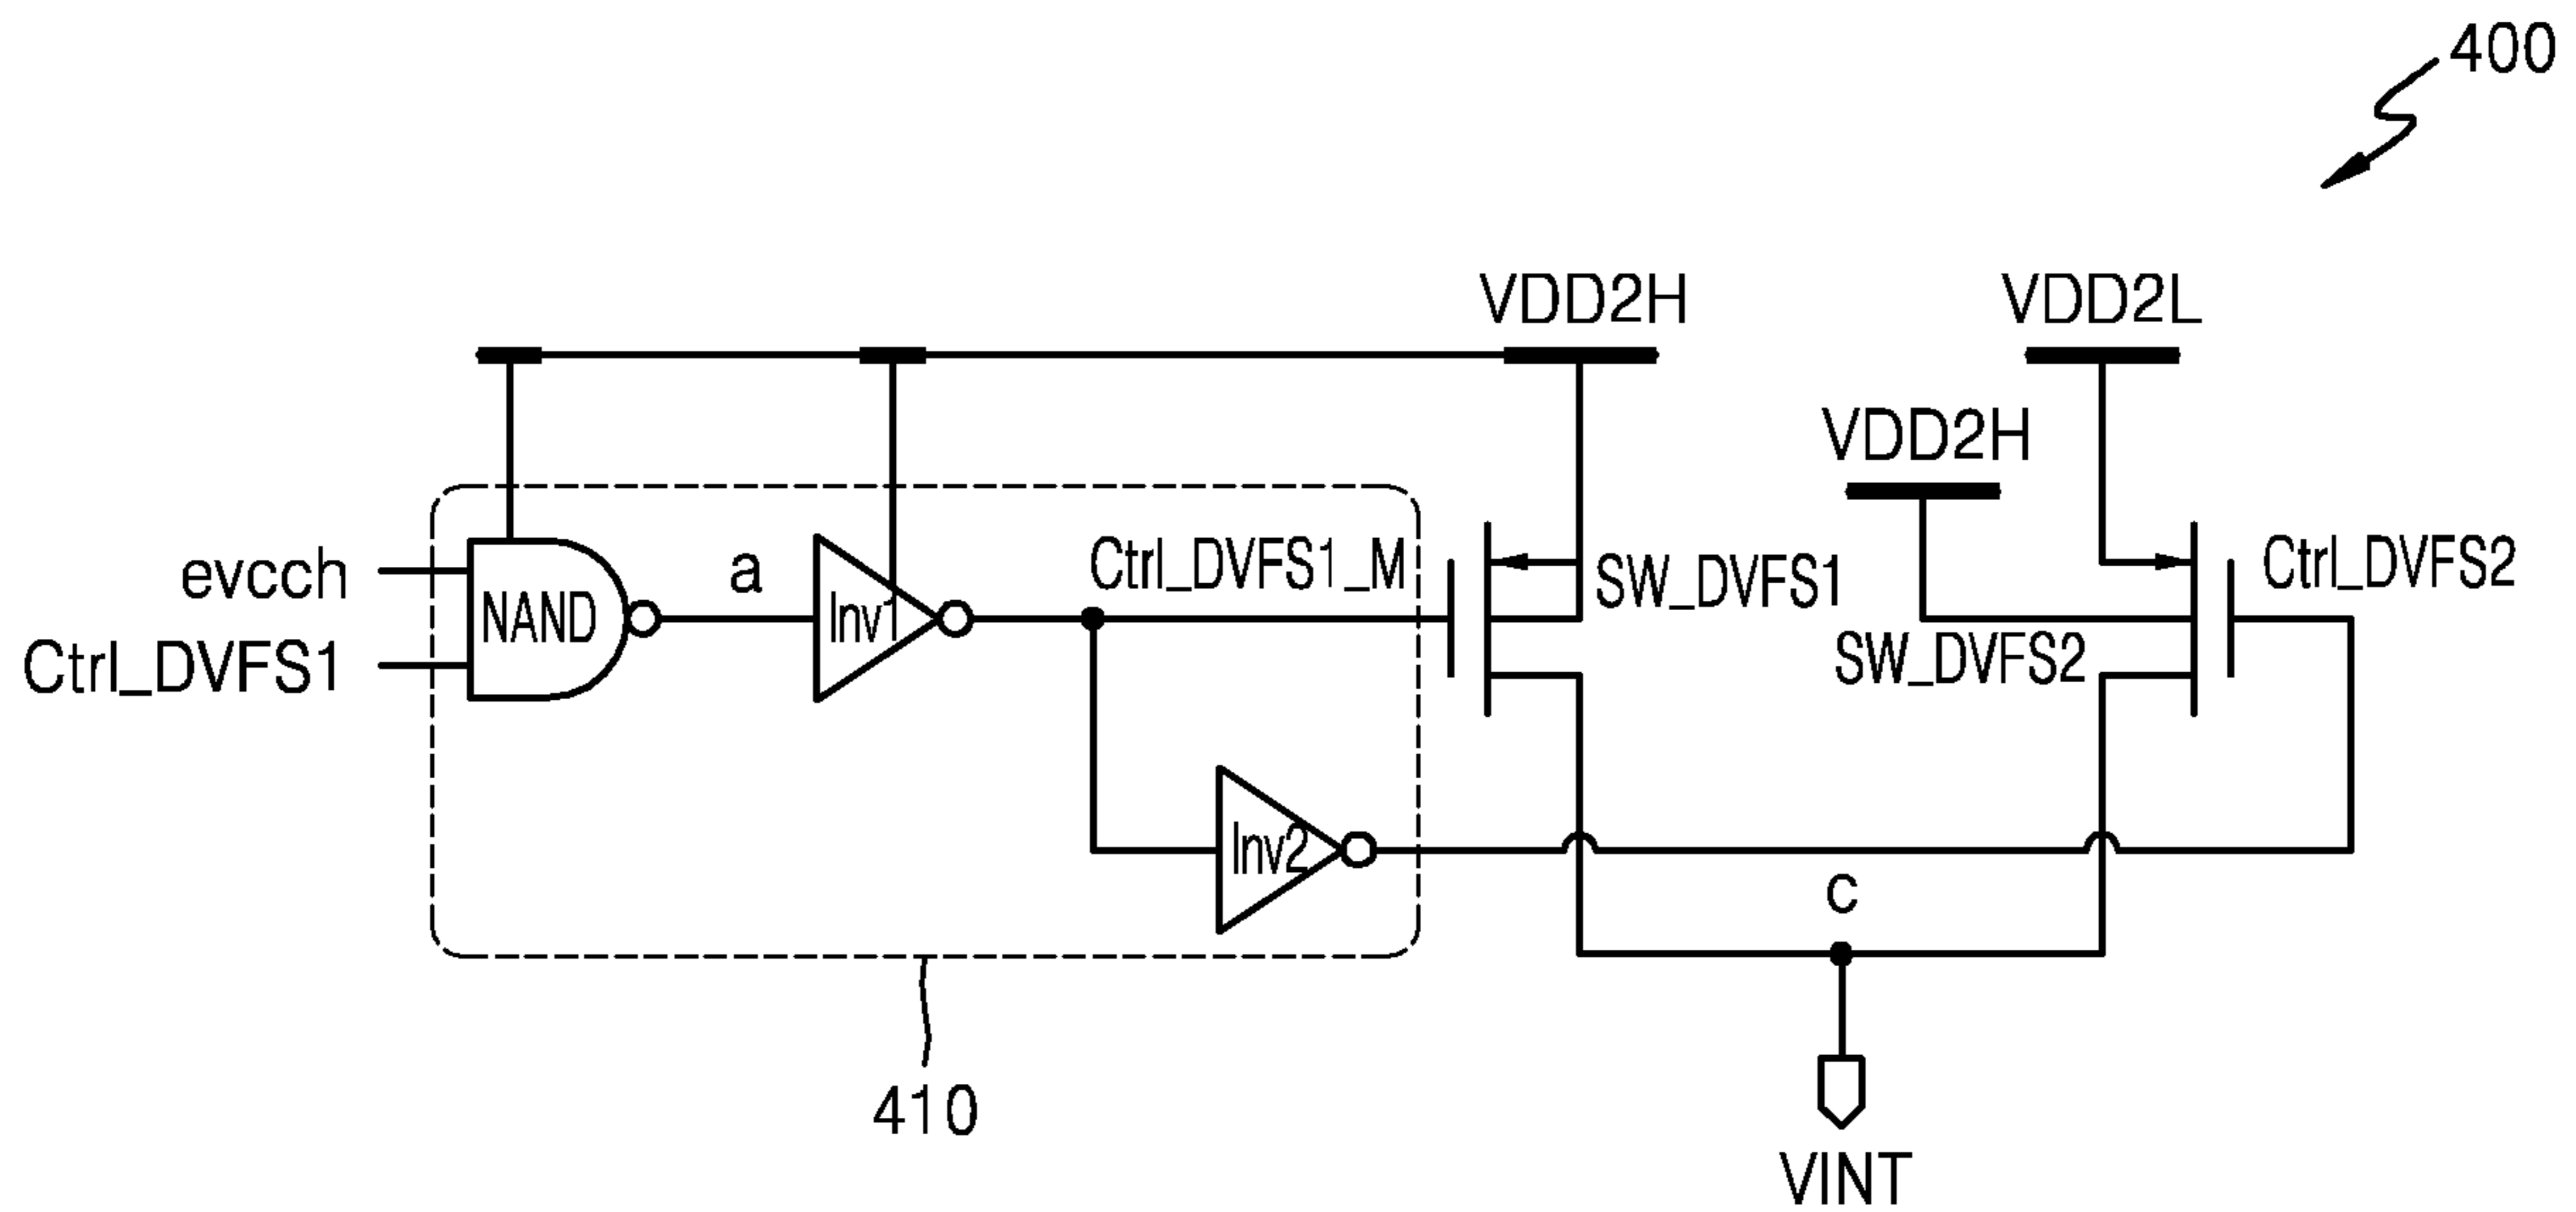 400
VDD2H
VDD2L
VDD2H
evcch
Ctrl_DVFS1
NAND
a
Inv1
Ctrl_DVFS1_M
SW_DVFS1
SW_DVFS2
Ctrl_DVFS2
Inv2
c
410
VINT